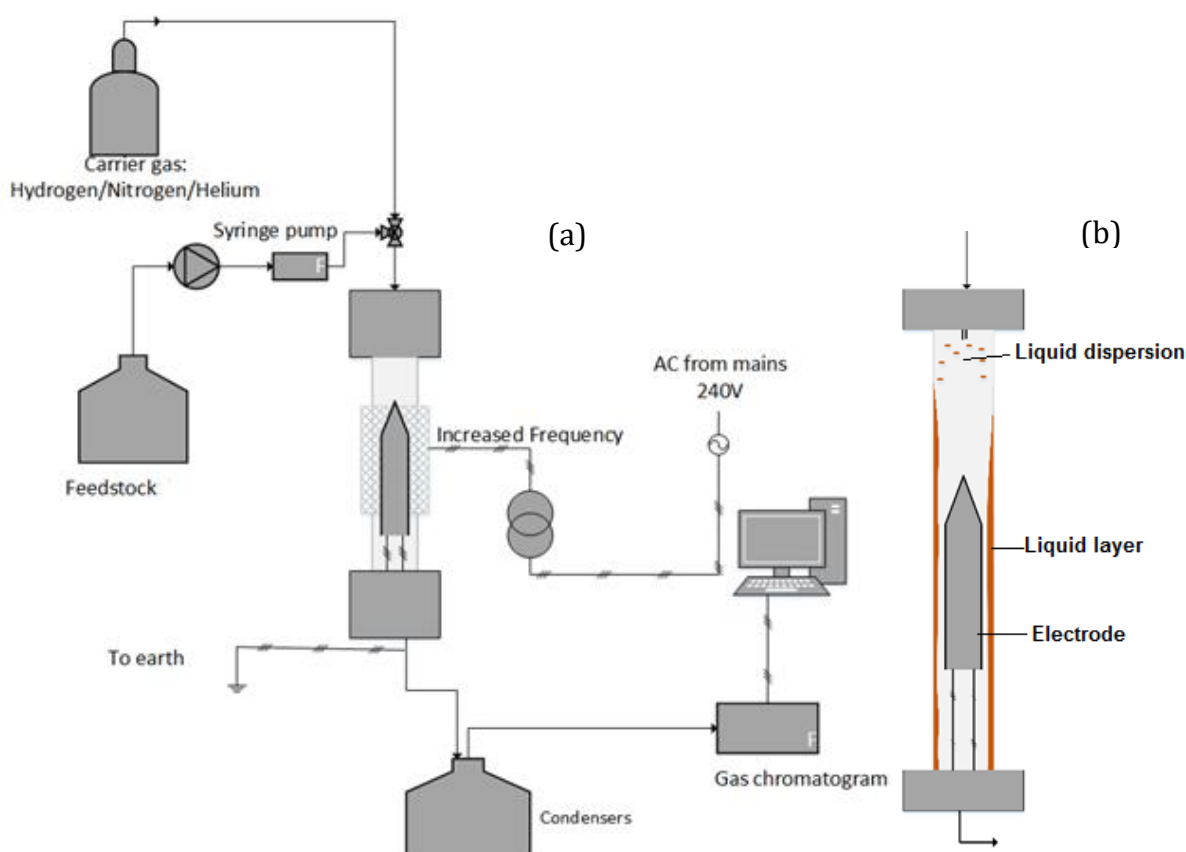 Carrier gas:
Hydrogen/Nitrogen/Helium
Syringe pump
F
(a)
(b)
Feedstock
Increased Frequency
AC from mains
240V
Liquid dispersion
Liquid layer
Electrode
To earth
F
Gas chromatogram
Condensers